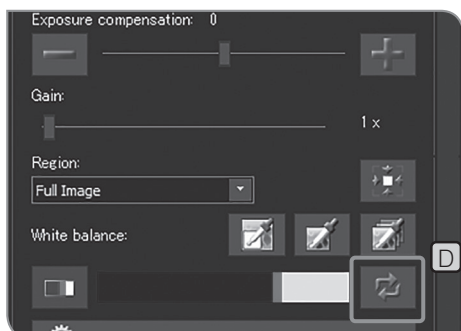 Exposure compensation: 0
Gain:
1 x
Region:
Full Image
White balance:
D